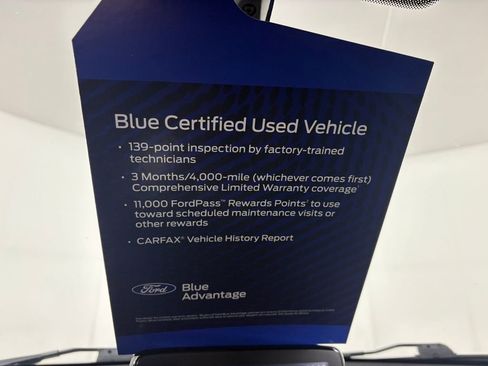 Blue Certified Used Vehicle
• 139-point inspection by factory-trained
technicians
• 3 Months/4,000-mile (whichever comes first)
Comprehensive Limited Warranty coverage
• 11,000 FordPass™ Rewards Points to use
toward scheduled maintenance visits or
other rewards
• CARFAX® Vehicle History Report
Ford
Blue
Advantage